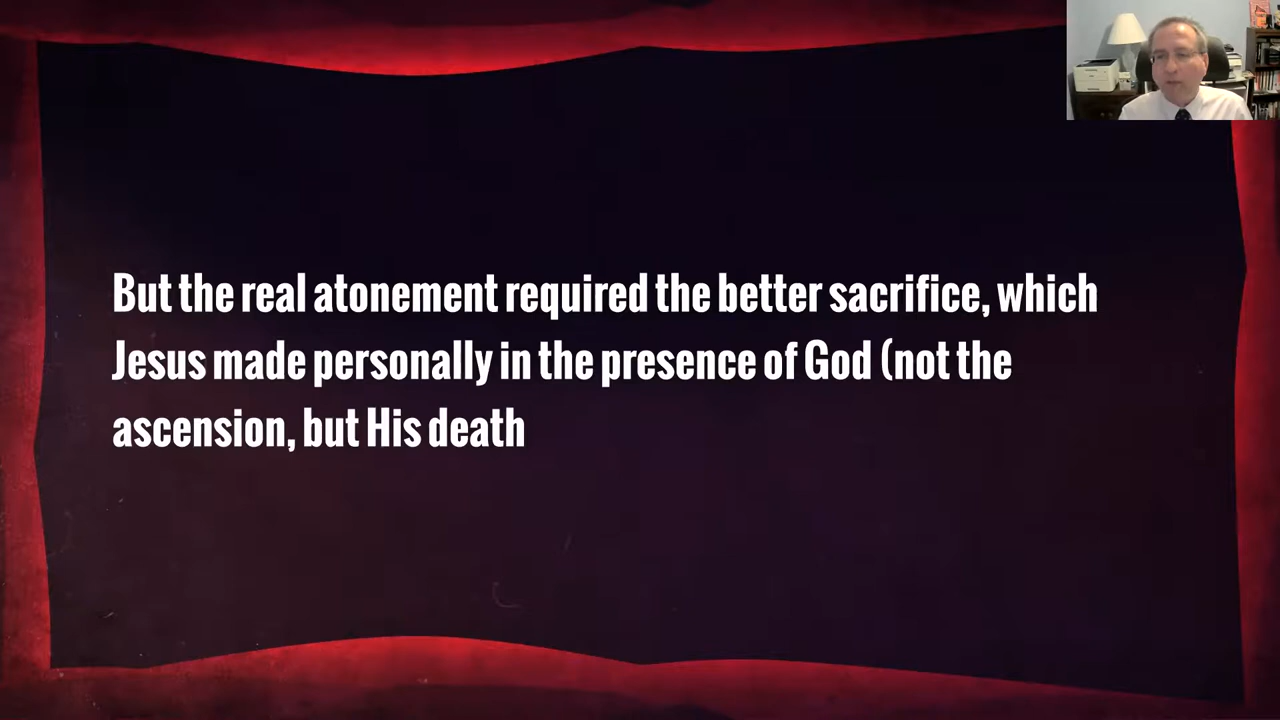 But the real atonement required the better sacrifice, which
Jesus made personally in the presence of God (not the
ascension, but His death